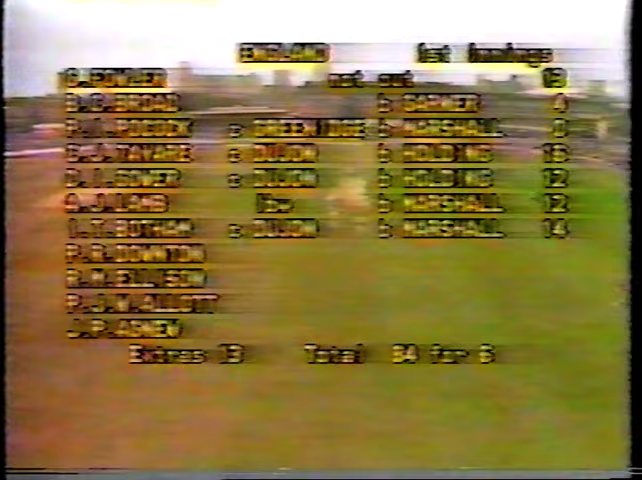 ENGLAND 1st Innings
G.FOWLER not out 13
B.C.BROAD b GARNER 4
P.I.POCOCK c GREENIDGE b MARSHALL 0
C.J.TAVARE c DUJON b HOLDING 16
D.I.GOWER c DUJON b HOLDING 12
A.J.LAMB lbw b MARSHALL 12
I.T.BOTHAM c DUJON b MARSHALL 14
P.R.DOWNTON
R.M.ELLISON
P.J.W.ALLOTT
J.P.AGNEW
Extras 13 Total 84 for 6